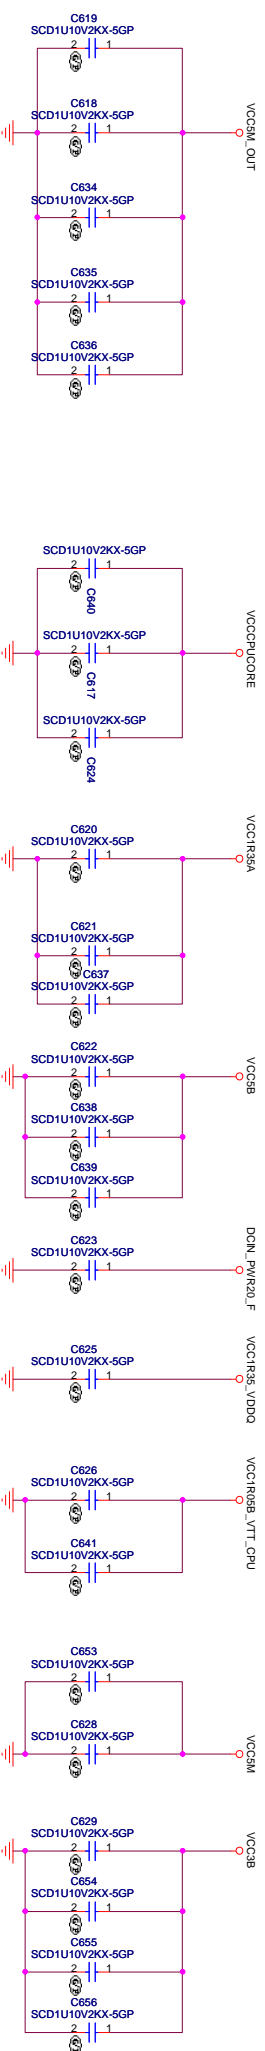 C619
SCD1U10V2KX-5GP
2 1
G/P
VCC5M_OUT
C618
SCD1U10V2KX-5GP
2 1
G/P
C634
SCD1U10V2KX-5GP
2 1
G/P
C635
SCD1U10V2KX-5GP
2 1
G/P
C636
SCD1U10V2KX-5GP
2 1
G/P
SCD1U10V2KX-5GP
2 1
G/P
C640
VCCCPUCORE
SCD1U10V2KX-5GP
2 1
G/P
C617
SCD1U10V2KX-5GP
2 1
G/P
C624
VCC1R35A
C620
SCD1U10V2KX-5GP
2 1
G/P
C621
SCD1U10V2KX-5GP
2 1
G/P
C637
SCD1U10V2KX-5GP
2 1
G/P
VCC5B
C622
SCD1U10V2KX-5GP
2 1
G/P
C638
SCD1U10V2KX-5GP
2 1
G/P
C639
SCD1U10V2KX-5GP
2 1
G/P
DCIN_PWR20_F
C623
SCD1U10V2KX-5GP
2 1
G/P
VCC1R35_VDDQ
C625
SCD1U10V2KX-5GP
2 1
G/P
VCC1R05B_VTT_CPU
C626
SCD1U10V2KX-5GP
2 1
G/P
C641
SCD1U10V2KX-5GP
2 1
G/P
C653
SCD1U10V2KX-5GP
2 1
G/P
VCC5M
C628
SCD1U10V2KX-5GP
2 1
G/P
VCC3B
C629
SCD1U10V2KX-5GP
2 1
G/P
C654
SCD1U10V2KX-5GP
2 1
G/P
C655
SCD1U10V2KX-5GP
2 1
G/P
C656
SCD1U10V2KX-5GP
2 1
G/P